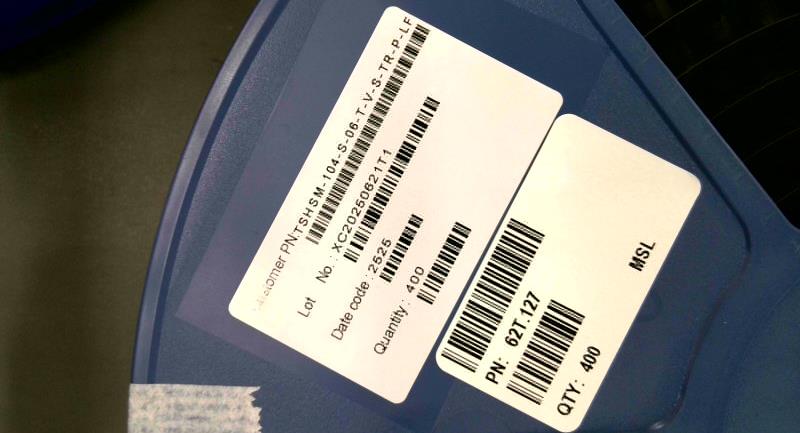 Customer PN:TSHSM-104-S-06-T-V-S-TR-P-LF
Lot No.: XC20250621T1
Date code: 2525
Quantity: 400
PN: 62T-127
QTY: 400
MSL